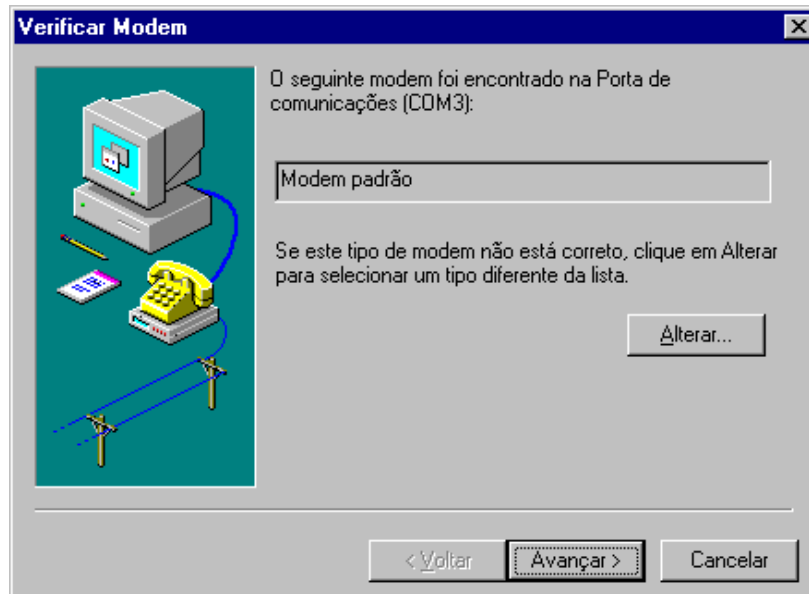 Verificar Modem
O seguinte modem foi encontrado na Porta de
comunicações (COM3):
Modem padrão
Se este tipo de modem não está correto, clique em Alterar
para selecionar um tipo diferente da lista.
Alterar...
< Voltar Avançar > Cancelar